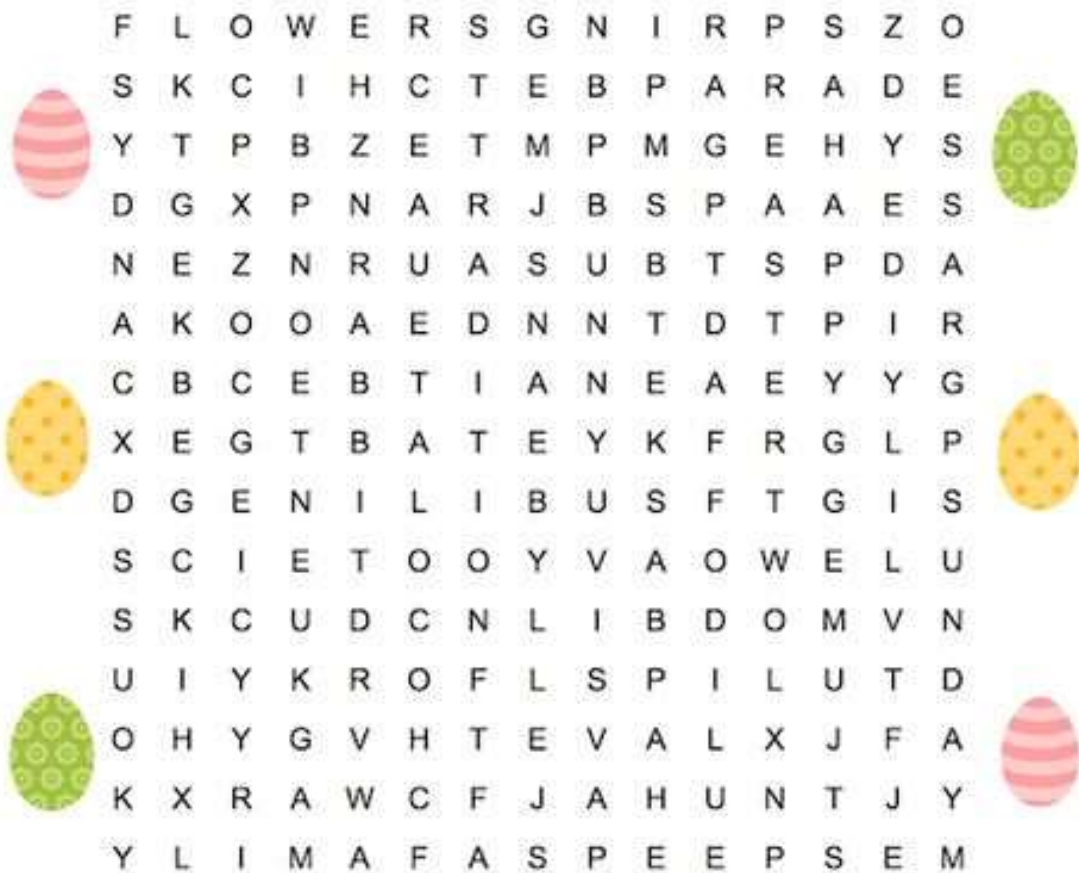 F L O W E R S G N I R P S Z O
S K C I H C T E B P A R A D E
Y T P B Z E T M P M G E H Y S
D G X P N A R J B S P A A E S
N E Z N R U A S U B T S P D A
A K O O A E D N N T D T P I R
C B C E B T I A N E A E Y Y G
X E G T B A T E Y K F R G L P
D G E N I L I B U S F T G I S
S C I E T O O Y V A O W E L U
S K C U D C N L I B D O M V N
U I Y K R O F L S P I L U T D
O H Y G V H T E V A L X J F A
K X R A W C F J A H U N T J Y
Y L I M A F A S P E E P S E M